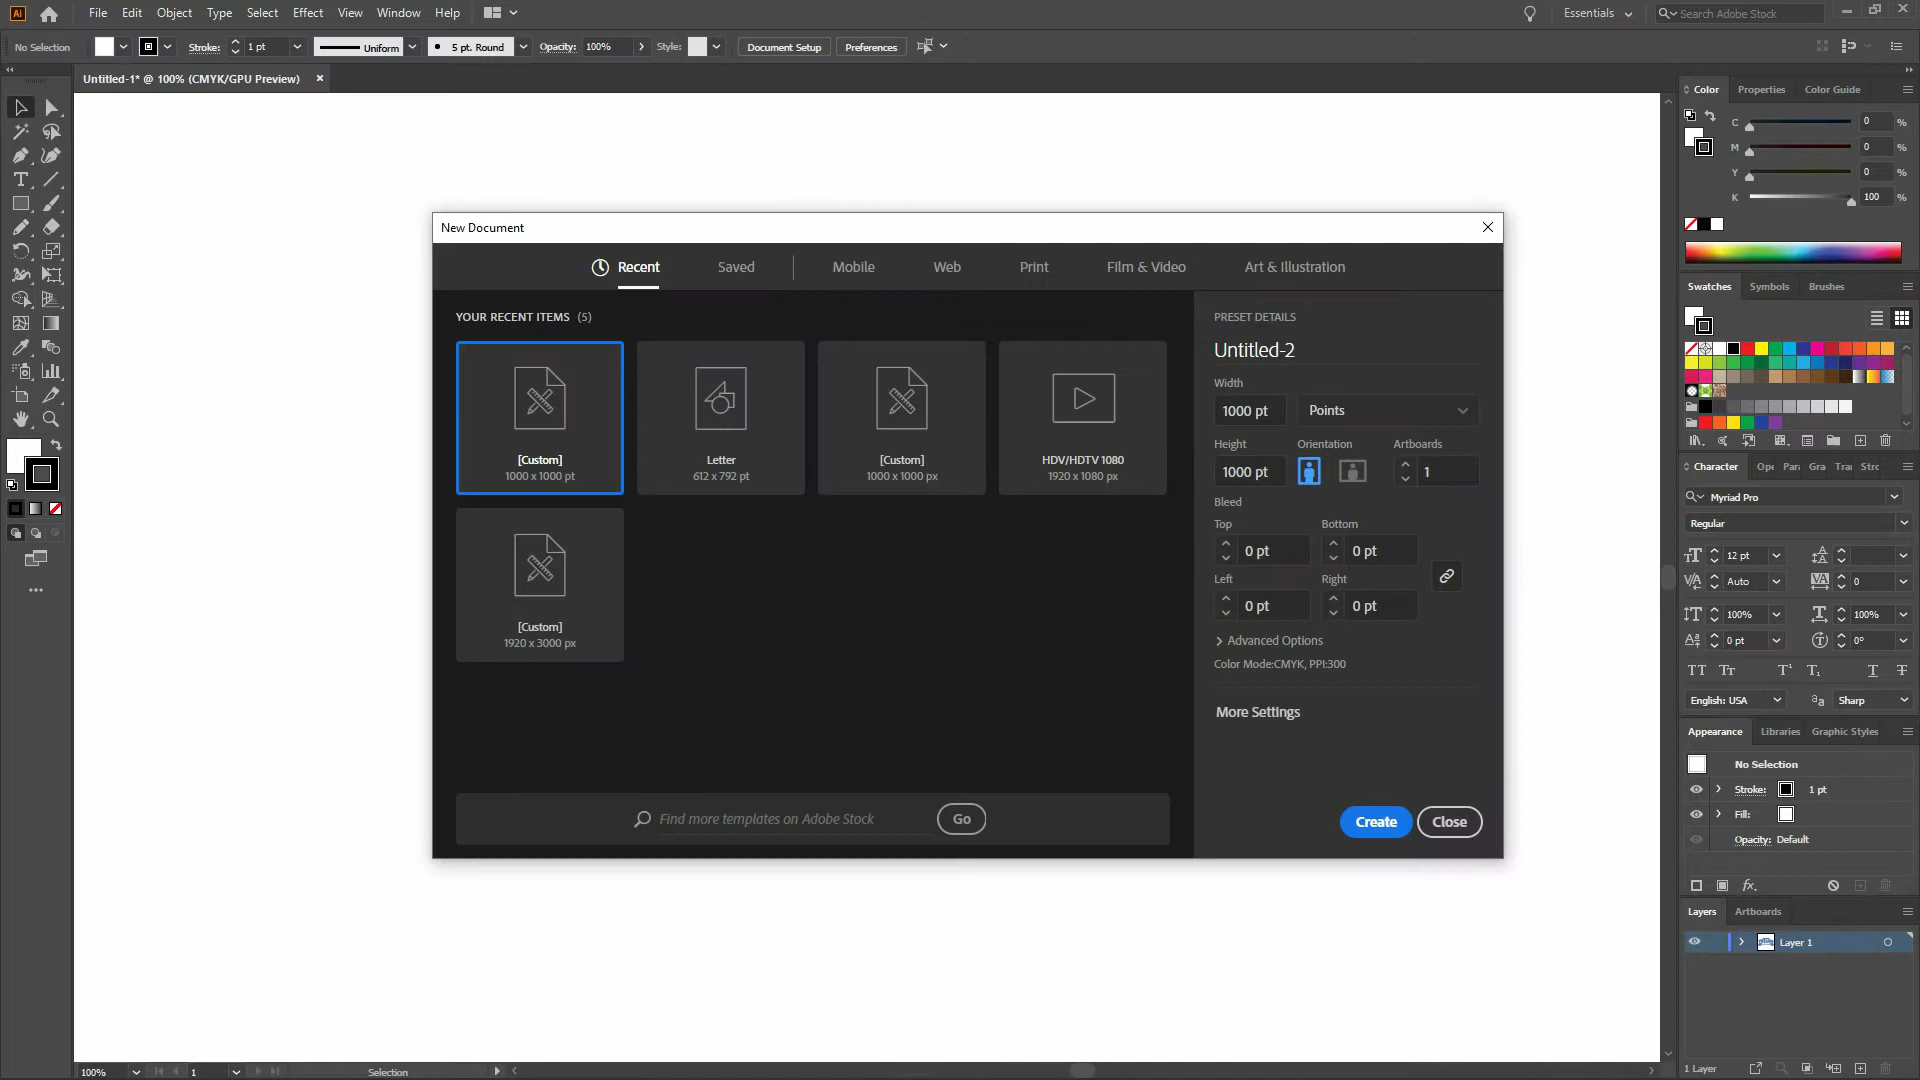 Ai File Edit Object Type Select Effect View Window Help Essentials Search Adobe Stock
No Selection Stroke: 1 pt Uniform 5 pt. Round Opacity: 100% Style: Document Setup Preferences
Untitled-1* @ 100% (CMYK/GPU Preview)
Color Properties Color Guide
C 0 %
M 0 %
Y 0 %
K 100 %
New Document
Recent Saved Mobile Web Print Film & Video Art & Illustration
YOUR RECENT ITEMS (5)
[Custom]
1000 x 1000 pt
Letter
612 x 792 pt
[Custom]
1000 x 1000 px
HDV/HDTV 1080
1920 x 1080 px
[Custom]
1920 x 3000 px
Find more templates on Adobe Stock Go
PRESET DETAILS
Untitled-2
Width
1000 pt Points
Height Orientation Artboards
1000 pt 1
Bleed
Top Bottom
0 pt 0 pt
Left Right
0 pt 0 pt
Advanced Options
Color Mode:CMYK, PPI:300
More Settings
Create Close
Swatches Symbols Brushes
Character Ope Para Gra Trar Stro
Myriad Pro
Regular
12 pt
Auto 0
100% 100%
0 pt 0°
English: USA Sharp
Appearance Libraries Graphic Styles
No Selection
Stroke: 1 pt
Fill:
Opacity: Default
fx.
Layers Artboards
Layer 1
1 Layer
100% 1 Selection